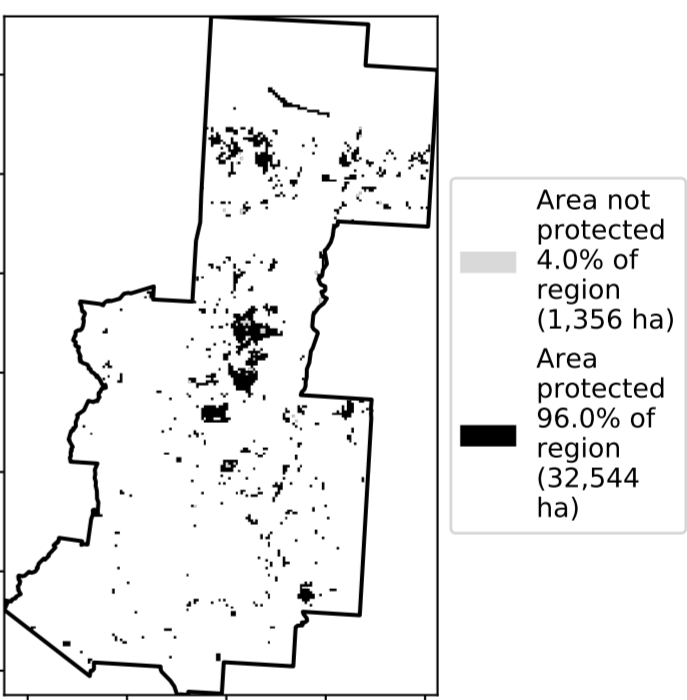 Area not
protected
4.0% of
region
(1,356 ha)
Area
protected
96.0% of
region
(32,544
ha)